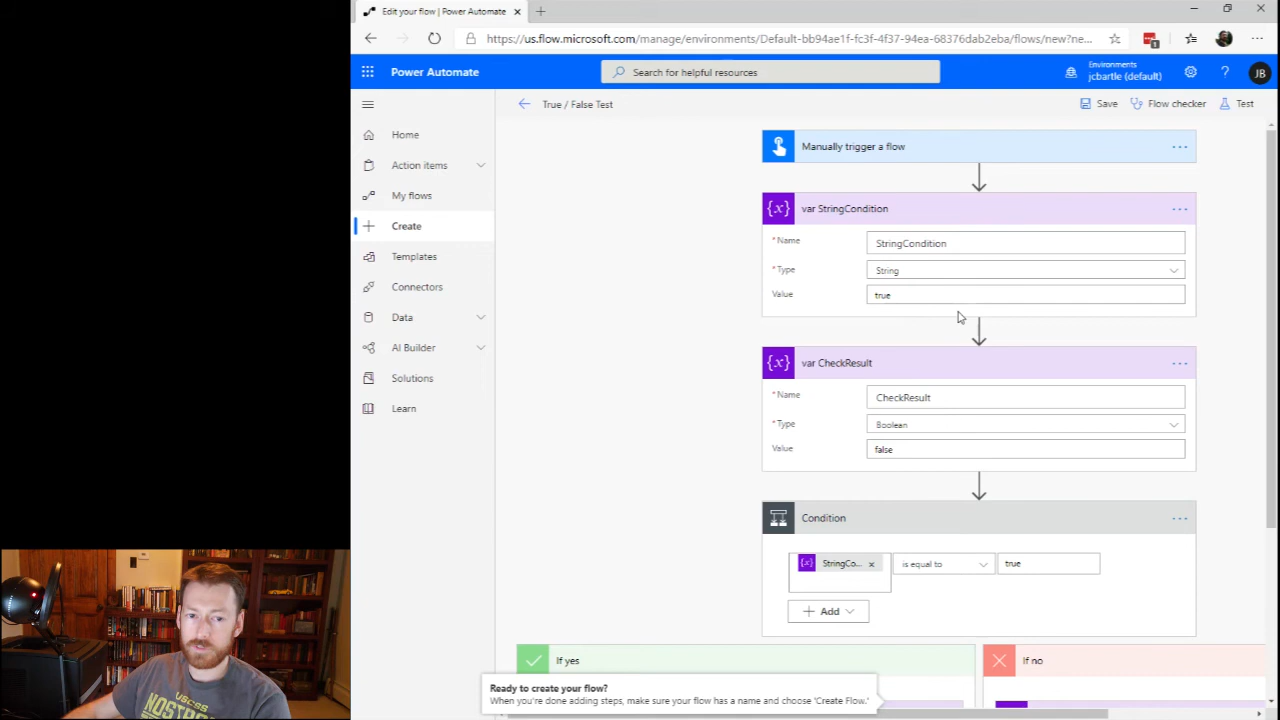 Edit your flow | Power Automate
https://us.flow.microsoft.com/manage/environments/Default-bb94ae1f-fc3f-4f37-94ea-68376dab2eba/flows/new?ne...
Power Automate
Search for helpful resources
Environments
jcbartle (default)
JB
True / False Test
Save
Flow checker
Test
Home
Action items
My flows
Create
Templates
Connectors
Data
AI Builder
Solutions
Learn
Manually trigger a flow
{x} var StringCondition
* Name StringCondition
* Type String
Value true
{x} var CheckResult
* Name CheckResult
* Type Boolean
Value false
Condition
{x} StringCo... is equal to true
+ Add
If yes
If no
Ready to create your flow?
When you're done adding steps, make sure your flow has a name and choose 'Create Flow.'
USCSS
NOSTRO